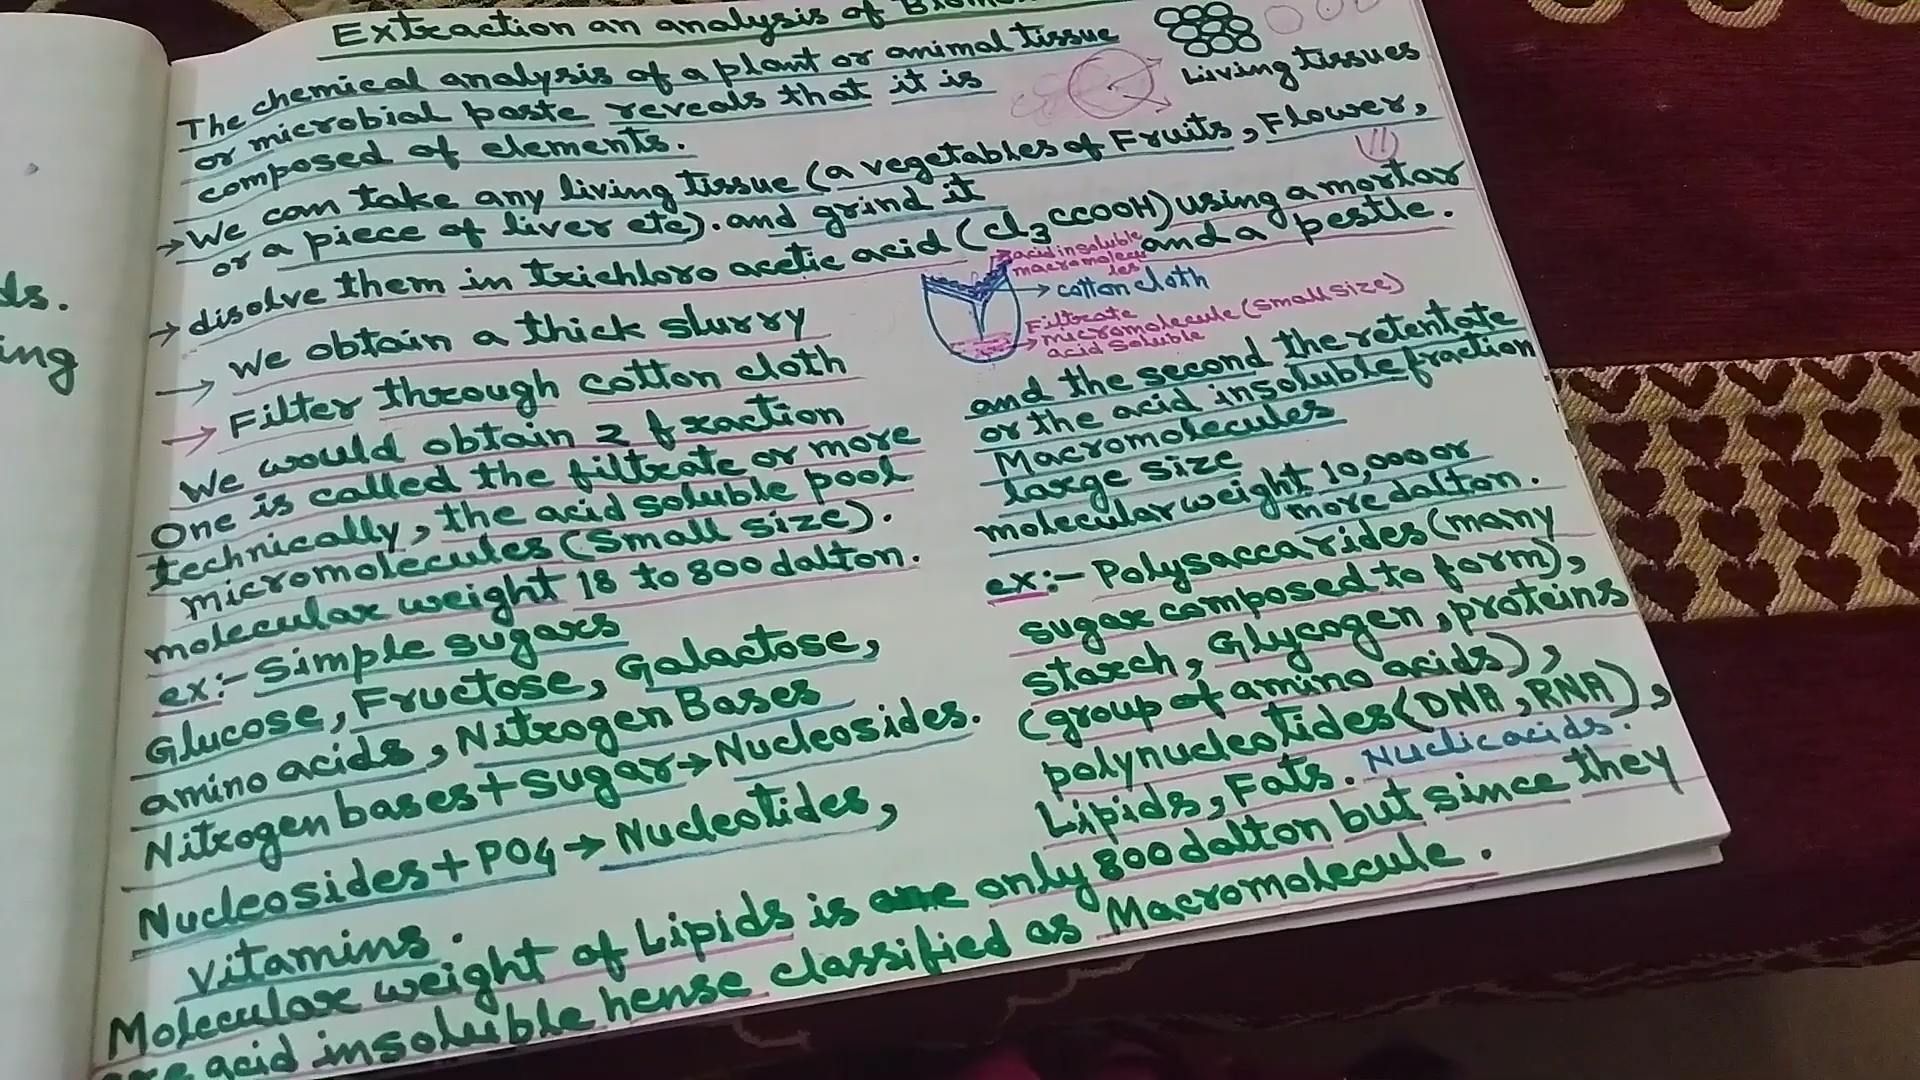 Extraction an analysis of
The chemical analysis of a plant or animal tissue
or microbial paste reveals that it is
composed of elements.
Living tissues
→ We can take any living tissue (a vegetables of Fruits, Flower,
or a piece of liver etc). and grind it
→ disolve them in trichloro acetic acid (Cl3CCOOH) using a mortar
and a pestle.
→ We obtain a thick slurry
→ Filter through cotton cloth
acid insoluble
macromolecu
les
→ cotton cloth
Filtrate
→ micromolecule (Small size)
acid soluble
We would obtain 2 fraction
One is called the filtrate or more
technically, the acid soluble pool
micromolecules (Small size).
molecular weight 18 to 800 dalton.
ex:- Simple sugars
Glucose, Fructose, Galactose,
amino acids, Nitrogen Bases
Nitrogen bases + Sugar → Nucleosides.
Nucleosides + PO4 → Nucleotides,
Vitamins.
and the second the retentate
or the acid insoluble fraction
Macromolecules
large size
molecular weight 10,000 or
more dalton.
ex:- Polysaccarides (many
sugar composed to form),
starch, Glycogen, proteins
(group of amino acids),
polynucleotides (DNA, RNA),
Lipids, Fats. Nuclic acids.
Molecular weight of Lipids is only 800 dalton but since they
are acid insoluble hense classified as Macromolecule.
ds.
ing